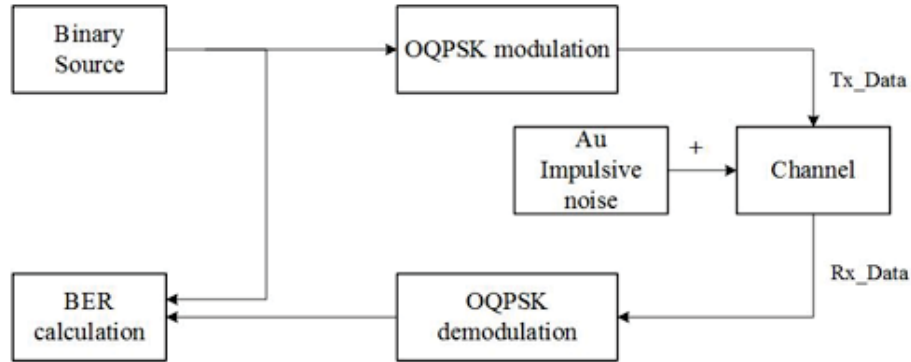 Binary
Source
OQPSK modulation
Tx_Data
Au
Impulsive
noise
+
Channel
Rx_Data
BER
calculation
OQPSK
demodulation